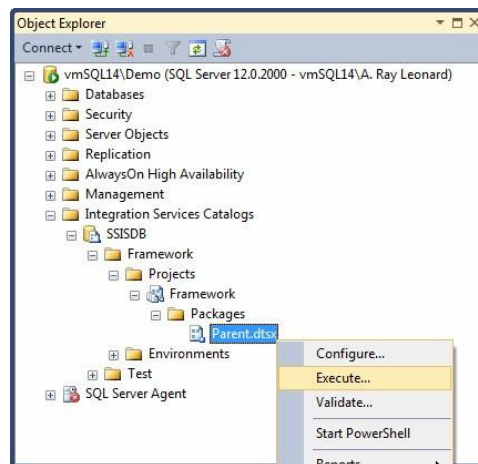 Object Explorer
Connect
vmSQL14\Demo (SQL Server 12.0.2000 - vmSQL14\A. Ray Leonard)
Databases
Security
Server Objects
Replication
AlwaysOn High Availability
Management
Integration Services Catalogs
SSISDB
Framework
Projects
Framework
Packages
Parent.dtsx
Environments
Test
SQL Server Agent
Configure...
Execute...
Validate...
Start PowerShell
Reports